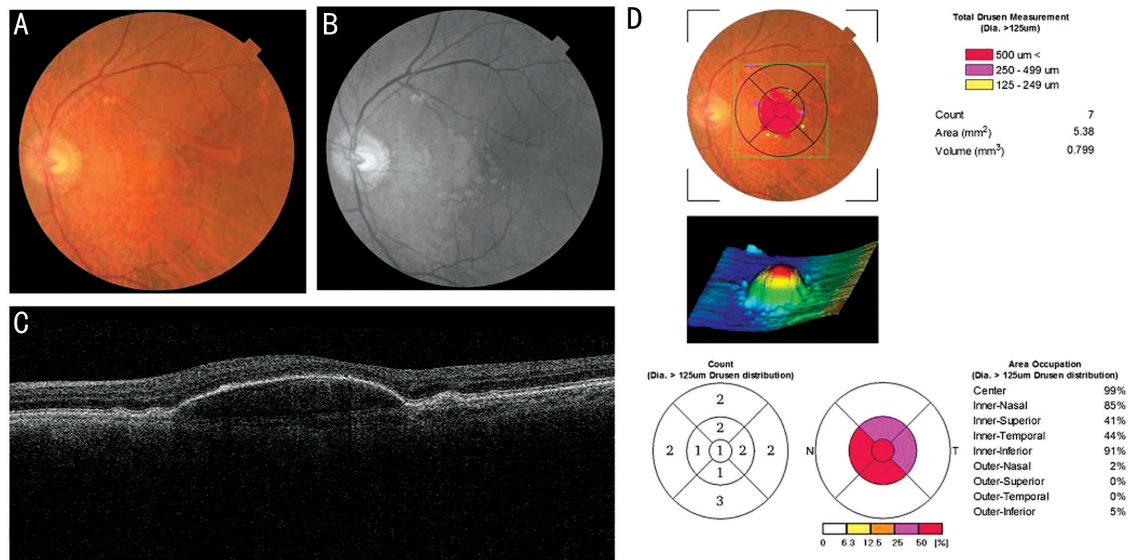 A
B
C
D
Total Drusen Measurement
(Dia. >125um)
500 um <
250 - 499 um
125 - 249 um
Count 7
Area (mm²) 5.38
Volume (mm³) 0.799
Count
(Dia. > 125um Drusen distribution)
2
2
2 1 1 2 2
1
3
N T
0 6.3 12.5 25 50 [%]
Area Occupation
(Dia. > 125um Drusen distribution)
Center 99%
Inner-Nasal 85%
Inner-Superior 41%
Inner-Temporal 44%
Inner-Inferior 91%
Outer-Nasal 2%
Outer-Superior 0%
Outer-Temporal 0%
Outer-Inferior 5%